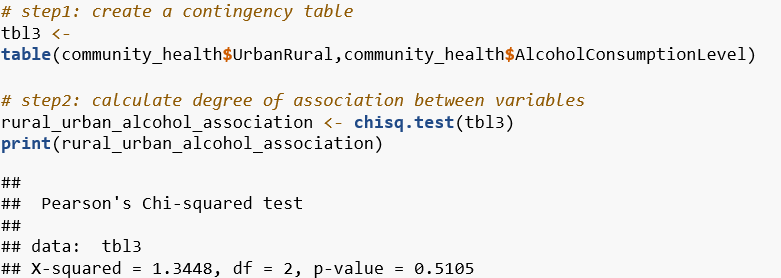 # step1: create a contingency table
tbl3 <-
table(community_health$UrbanRural,community_health$AlcoholConsumptionLevel)
# step2: calculate degree of association between variables
rural_urban_alcohol_association <- chisq.test(tbl3)
print(rural_urban_alcohol_association)
##
##  Pearson's Chi-squared test
##
## data:  tbl3
## X-squared = 1.3448, df = 2, p-value = 0.5105